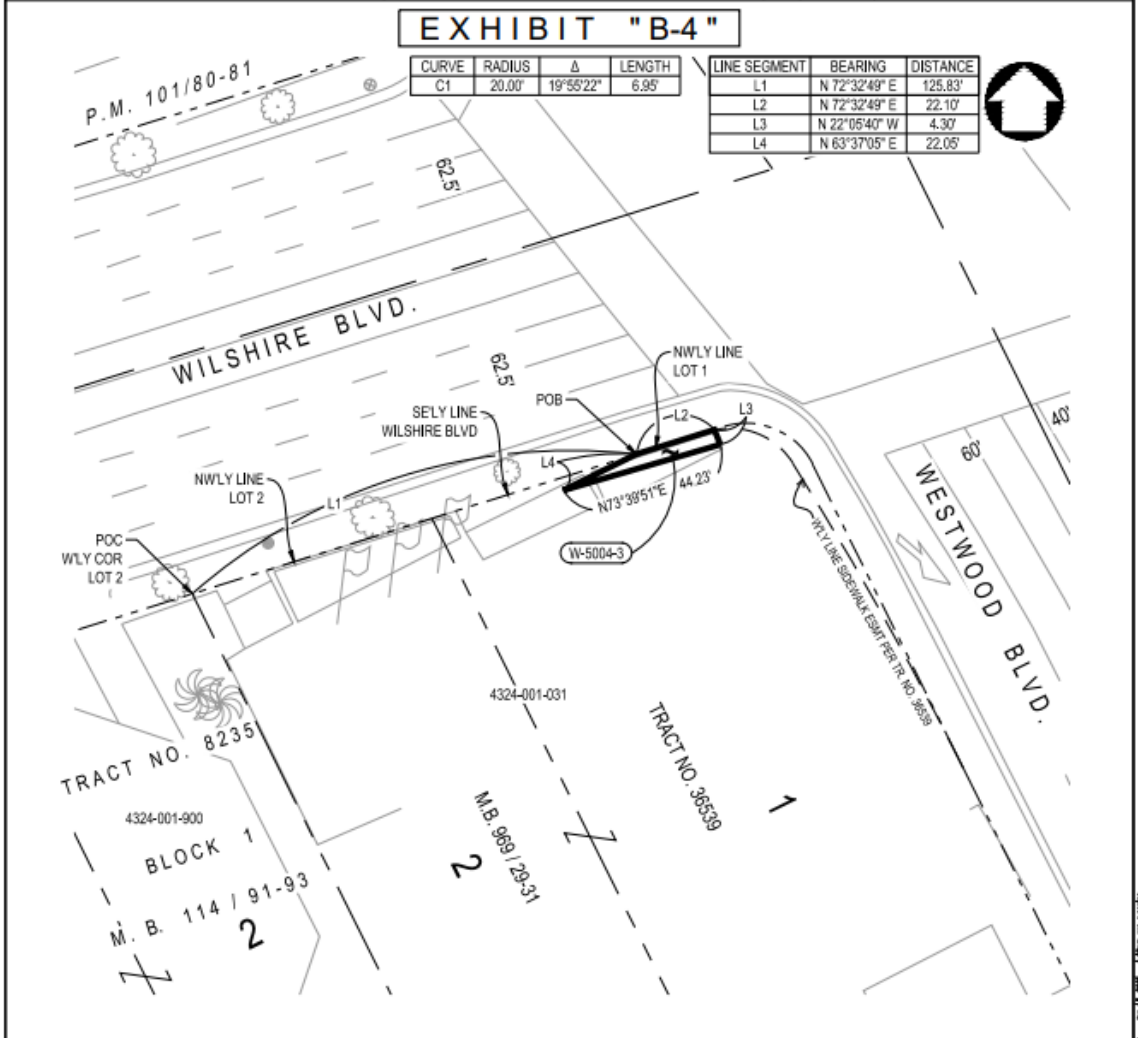 EXHIBIT "B-4"
CURVE RADIUS Δ LENGTH
C1 20.00' 19°55'22" 6.95'
LINE SEGMENT BEARING DISTANCE
L1 N 72°32'49" E 125.83'
L2 N 72°32'49" E 22.10'
L3 N 22°05'40" W 4.30'
L4 N 63°37'05" E 22.05'
P.M. 101/80-81
62.5'
WILSHIRE BLVD.
62.5'
NW'LY LINE
LOT 1
POB
L2
L3
SE'LY LINE
WILSHIRE BLVD
L4
40'
60'
NW'LY LINE
LOT 2
L1
N73°39'51"E 44.23'
WESTWOOD BLVD.
POC
W'LY COR
LOT 2
W-5004-3
W'LY LINE SIDEWALK ESMT PER TR. NO. 36539
4324-001-031
TRACT NO. 36539
1
TRACT NO. 8235
4324-001-900
BLOCK 1
M.B. 969 / 29-31
2
M. B. 114 / 91-93
2